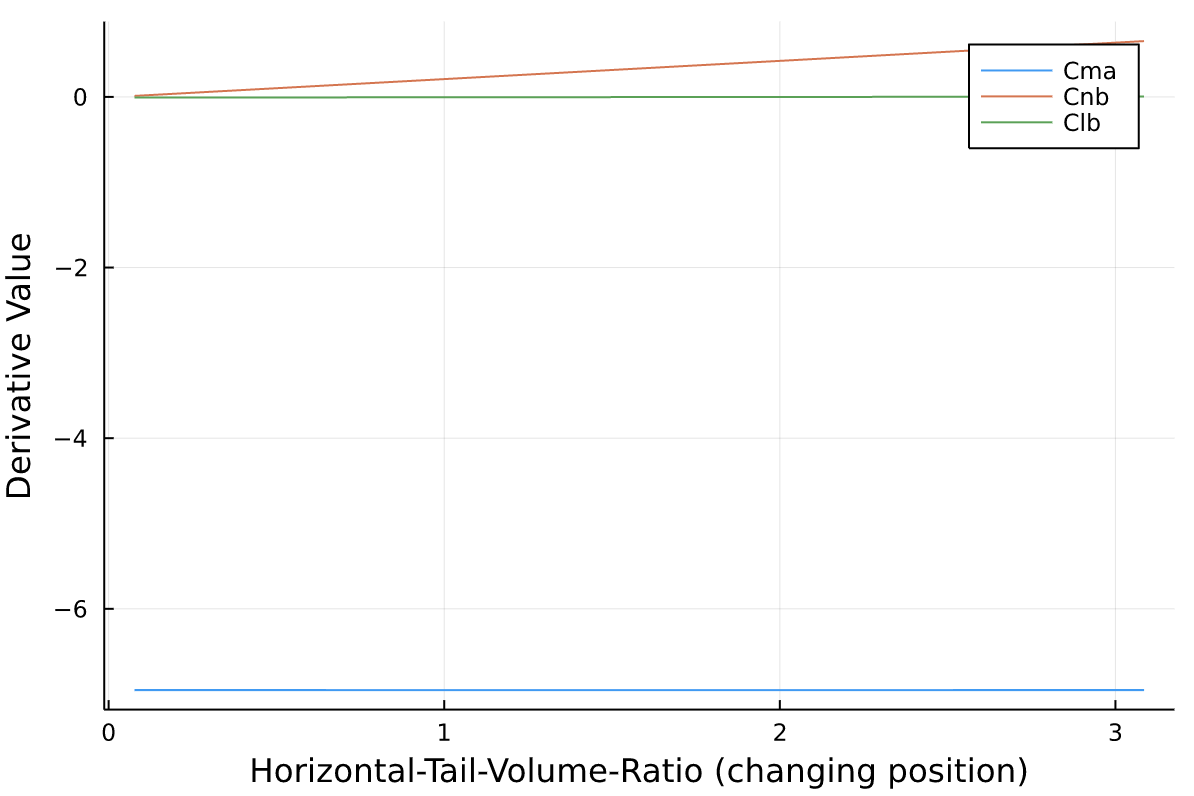 Cma
Cnb
Clb
0
−2
−4
−6
Derivative Value
0
1
2
3
Horizontal-Tail-Volume-Ratio (changing position)